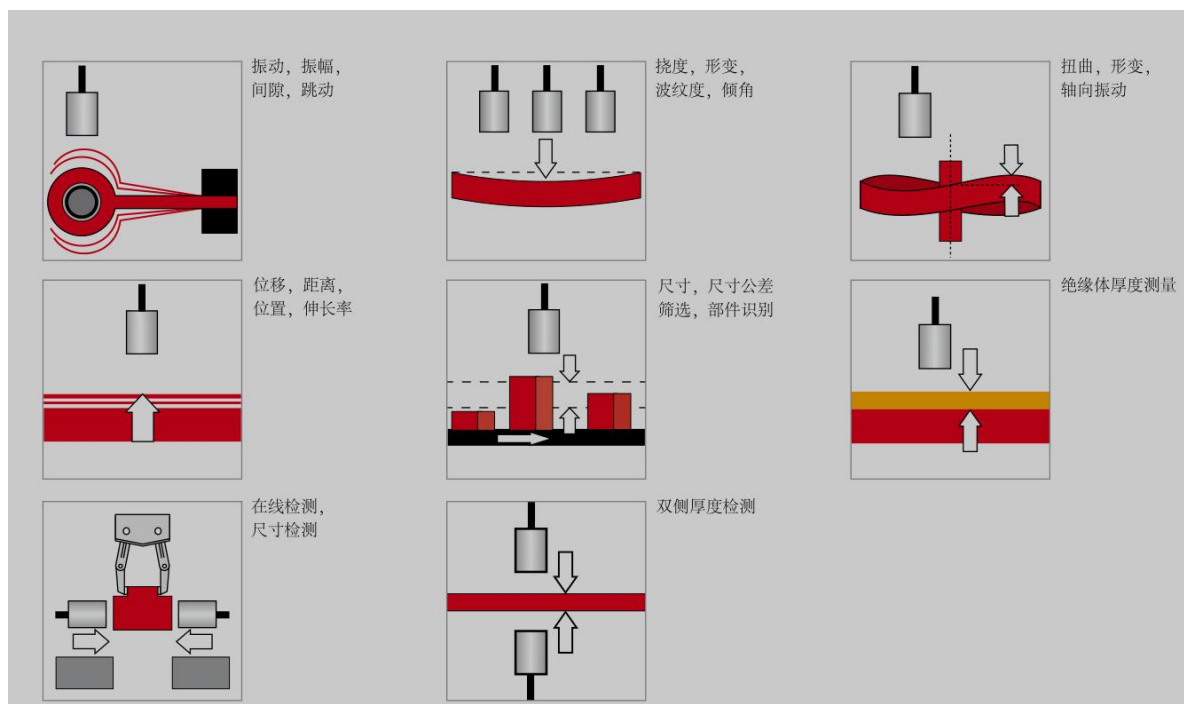 振动，振幅，
间隙，跳动
挠度，形变，
波纹度，倾角
扭曲，形变，
轴向振动
位移，距离，
位置，伸长率
尺寸，尺寸公差
筛选，部件识别
绝缘体厚度测量
在线检测，
尺寸检测
双侧厚度检测